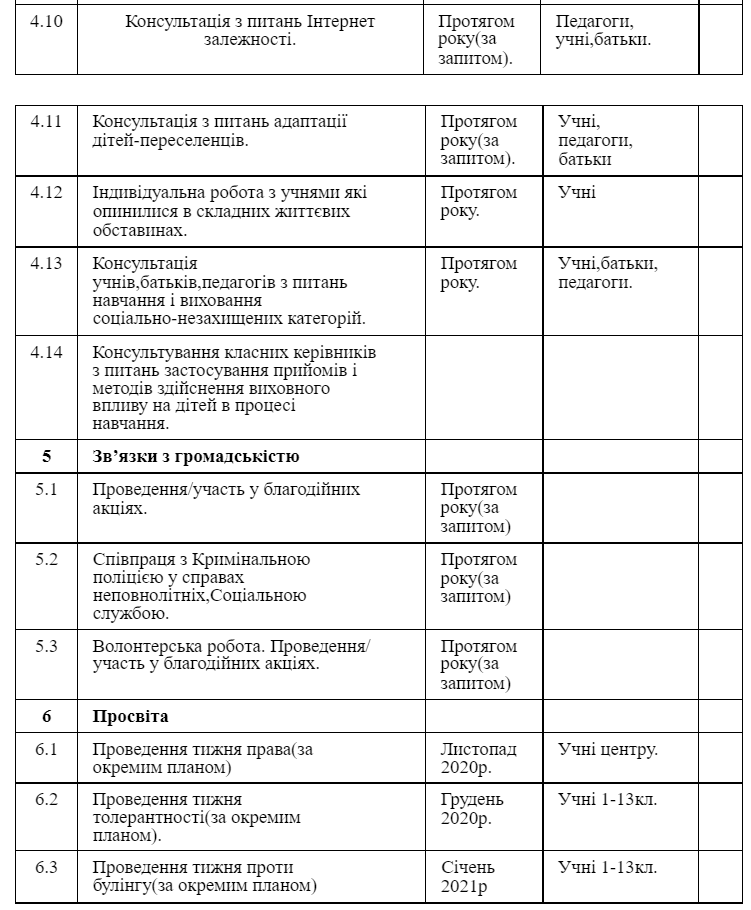 4.10
Консультація з питань Інтернет
залежності.
Протягом
року(за
запитом).
Педагоги,
учні,батьки.
4.11
Консультація з питань адаптації
дітей-переселенців.
Протягом
року(за
запитом).
Учні,
педагоги,
батьки
4.12
Індивідуальна робота з учнями які
опинилися в складних життєвих
обставинах.
Протягом
року.
Учні
4.13
Консультація
учнів,батьків,педагогів з питань
навчання і виховання
соціально-незахищених категорій.
Протягом
року.
Учні,батьки,
педагоги.
4.14
Консультування класних керівників
з питань застосування прийомів і
методів здійснення виховного
впливу на дітей в процесі
навчання.
5
Зв’язки з громадськістю
5.1
Проведення/участь у благодійних
акціях.
Протягом
року(за
запитом)
5.2
Співпраця з Кримінальною
поліцією у справах
неповнолітніх,Соціальною
службою.
Протягом
року(за
запитом)
5.3
Волонтерська робота. Проведення/
участь у благодійних акціях.
Протягом
року(за
запитом)
6
Просвіта
6.1
Проведення тижня права(за
окремим планом)
Листопад
2020р.
Учні центру.
6.2
Проведення тижня
толерантності(за окремим
планом).
Грудень
2020р.
Учні 1-13кл.
6.3
Проведення тижня проти
булінгу(за окремим планом)
Січень
2021р
Учні 1-13кл.